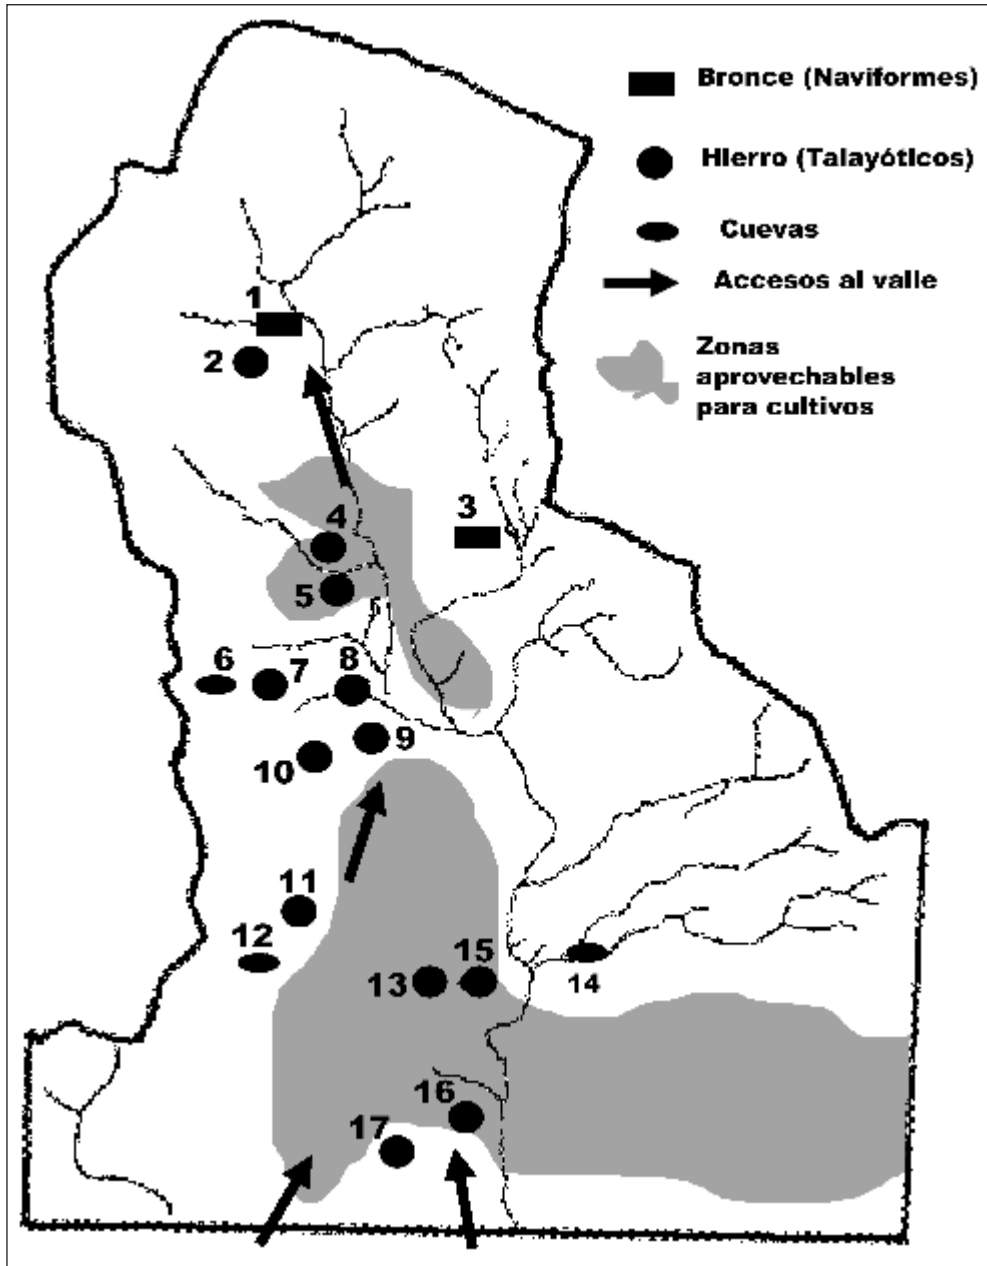 Bronce (Naviformes)
Hierro (Talayóticos)
Cuevas
Accesos al valle
Zonas
aprovechables
para cultivos
1
2
3
4
5
6
7
8
9
10
11
12
13
15
14
16
17